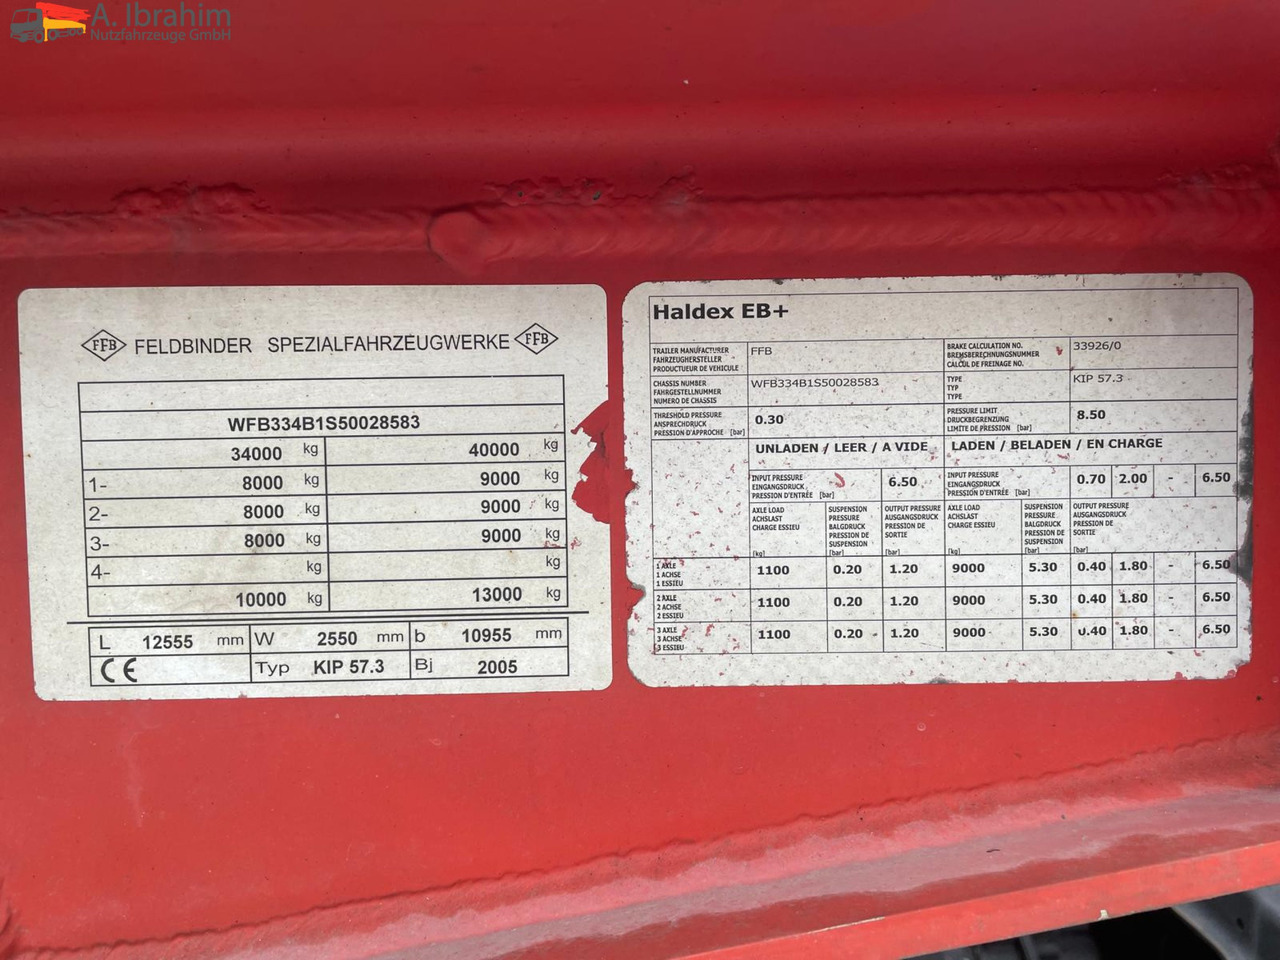 A. Ibrahim
Nutzfahrzeuge GmbH
FFB FELDBINDER SPEZIALFAHRZEUGWERKE FFB
WFB334B1S50028583
34000 kg 40000 kg
1- 8000 kg 9000 kg
2- 8000 kg 9000 kg
3- 8000 kg 9000 kg
4- kg kg
10000 kg 13000 kg
L 12555 mm W 2550 mm b 10955 mm
CE Typ KIP 57.3 Bj 2005
Haldex EB+
TRAILER MANUFACTURER
FAHRZEUGHERSTELLER
PRODUCTEUR DE VEHICULE
FFB
BRAKE CALCULATION NO.
BREMSBERECHNUNGSNUMMER
CALCUL DE FREINAGE NO.
33926/0
CHASSIS NUMBER
FAHRGESTELLNUMMER
NUMERO DE CHASSIS
WFB334B1S50028583
TYPE
TYP
TYPE
KIP 57.3
THRESHOLD PRESSURE
ANSPRECHDRUCK
PRESSION D'APPROCHE [bar]
0.30
PRESSURE LIMIT
DRUCKBEGRENZUNG
LIMITE DE PRESSION [bar]
8.50
UNLADEN / LEER / A VIDE
LADEN / BELADEN / EN CHARGE
INPUT PRESSURE
EINGANGSDRUCK
PRESSION D'ENTRÉE [bar]
6.50
INPUT PRESSURE
EINGANGSDRUCK
PRESSION D'ENTRÉE [bar]
0.70 2.00 - 6.50
AXLE LOAD
ACHSLAST
CHARGE ESSIEU
[kg]
SUSPENSION
PRESSURE
BALGDRUCK
PRESSION DE
SUSPENSION
[bar]
OUTPUT PRESSURE
AUSGANGSDRUCK
PRESSION DE
SORTIE
[bar]
AXLE LOAD
ACHSLAST
CHARGE ESSIEU
[kg]
SUSPENSION
PRESSURE
BALGDRUCK
PRESSION DE
SUSPENSION
[bar]
OUTPUT PRESSURE
AUSGANGSDRUCK
PRESSION DE
SORTIE
[bar]
1 AXLE
1 ACHSE
1 ESSIEU
1100 0.20 1.20 9000 5.30 0.40 1.80 - 6.50
2 AXLE
2 ACHSE
2 ESSIEU
1100 0.20 1.20 9000 5.30 0.40 1.80 - 6.50
3 AXLE
3 ACHSE
3 ESSIEU
1100 0.20 1.20 9000 5.30 0.40 1.80 - 6.50